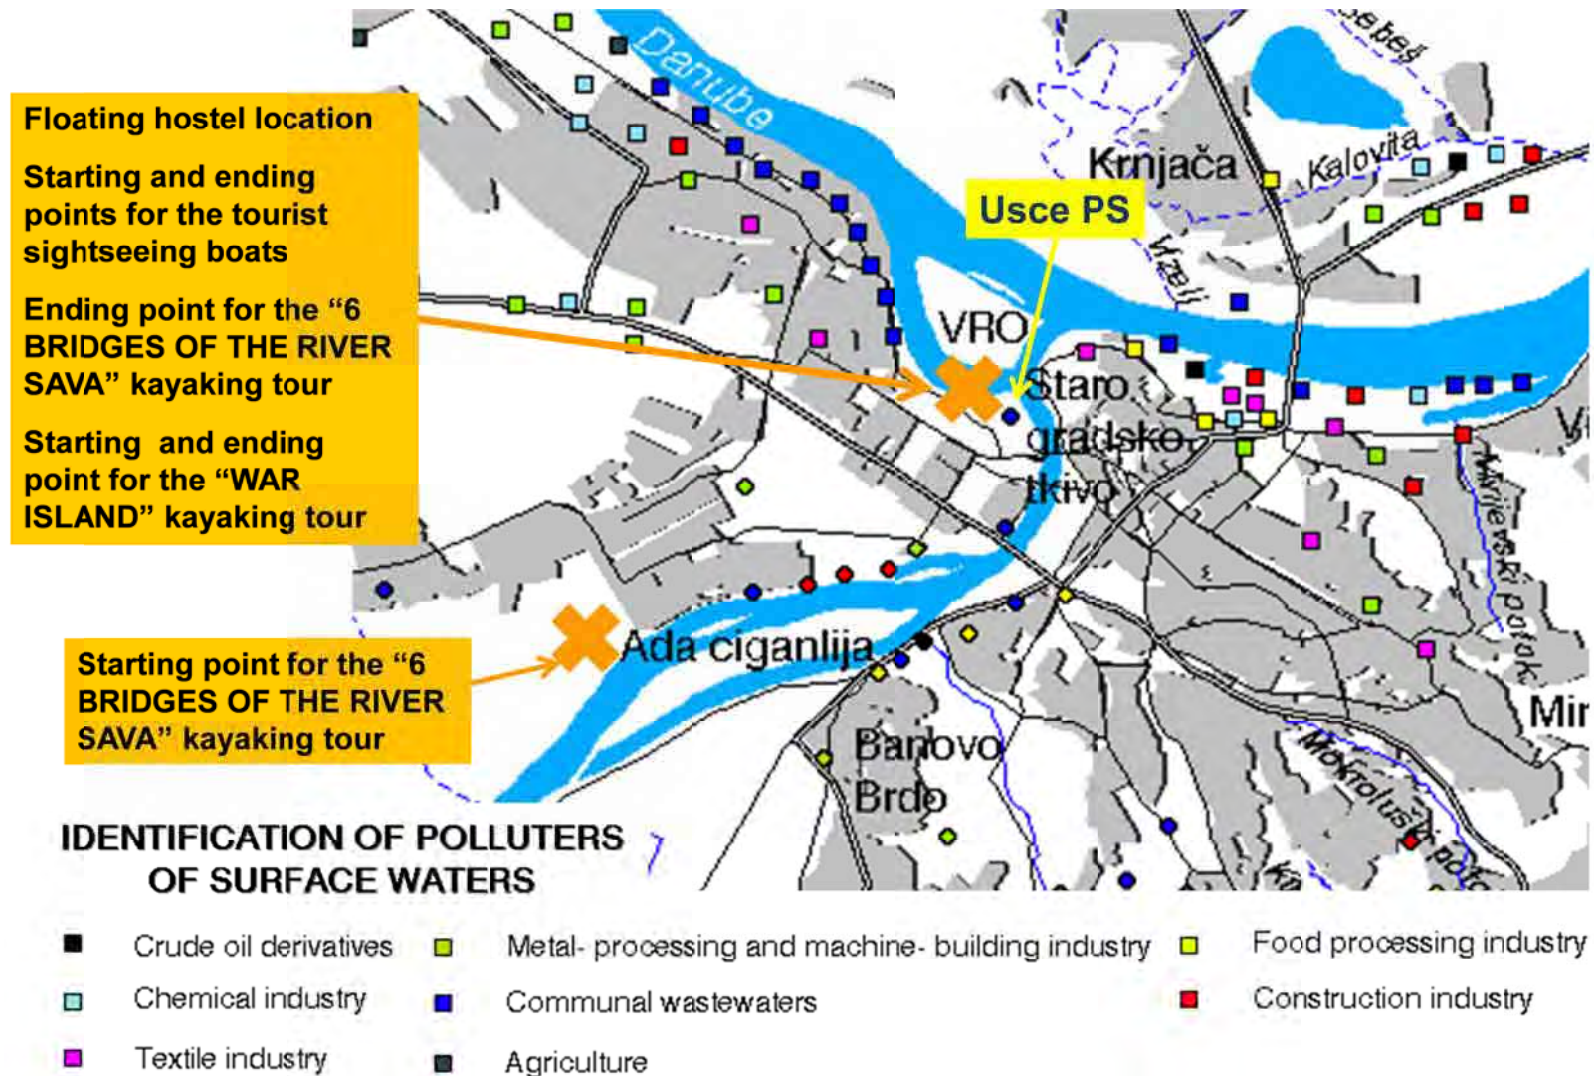 Floating hostel location
Starting and ending
points for the tourist
sightseeing boats
Ending point for the “6
BRIDGES OF THE RIVER
SAVA” kayaking tour
Starting and ending
point for the “WAR
ISLAND” kayaking tour
Starting point for the “6
BRIDGES OF THE RIVER
SAVA” kayaking tour
Danube
Krnjača
Kalovita
Usce PS
Vizelj
VRO
Staro
gradsko
tkivo
Mirijevski potok
Ada ciganlija
Banovo
Brdo
Mir
IDENTIFICATION OF POLLUTERS
OF SURFACE WATERS
Crude oil derivatives
Metal- processing and machine- building industry
Food processing industry
Chemical industry
Communal wastewaters
Construction industry
Textile industry
Agriculture